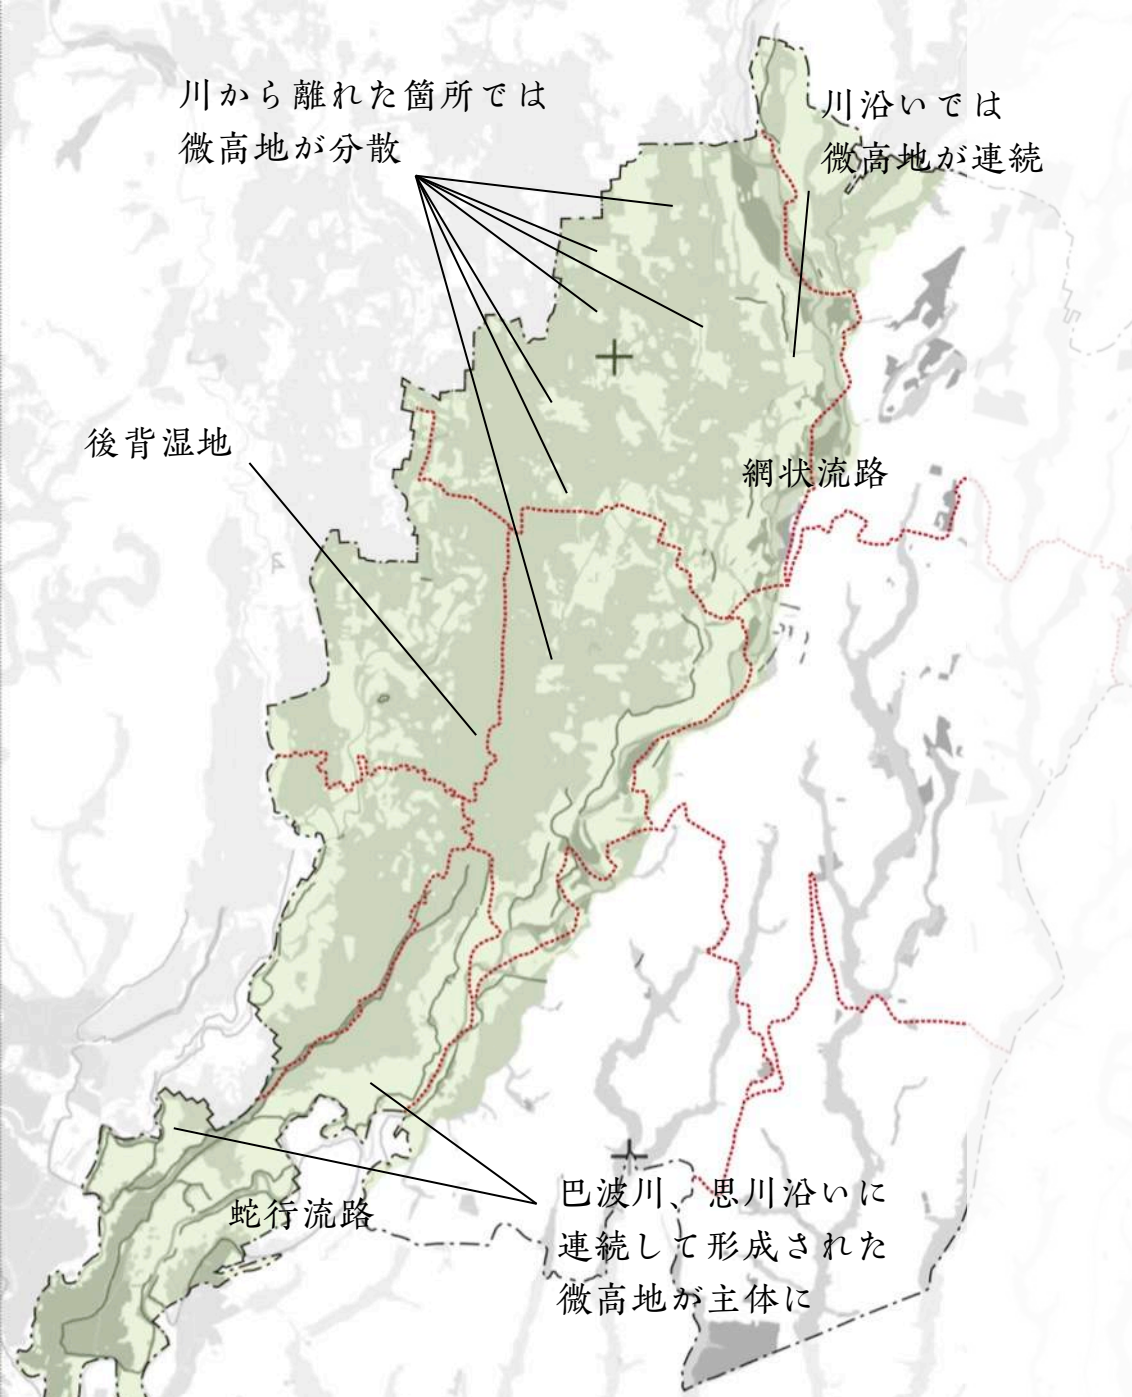 川から離れた箇所では
微高地が分散
川沿いでは
微高地が連続
後背湿地
網状流路
蛇行流路
巴波川、思川沿いに
連続して形成された
微高地が主体に